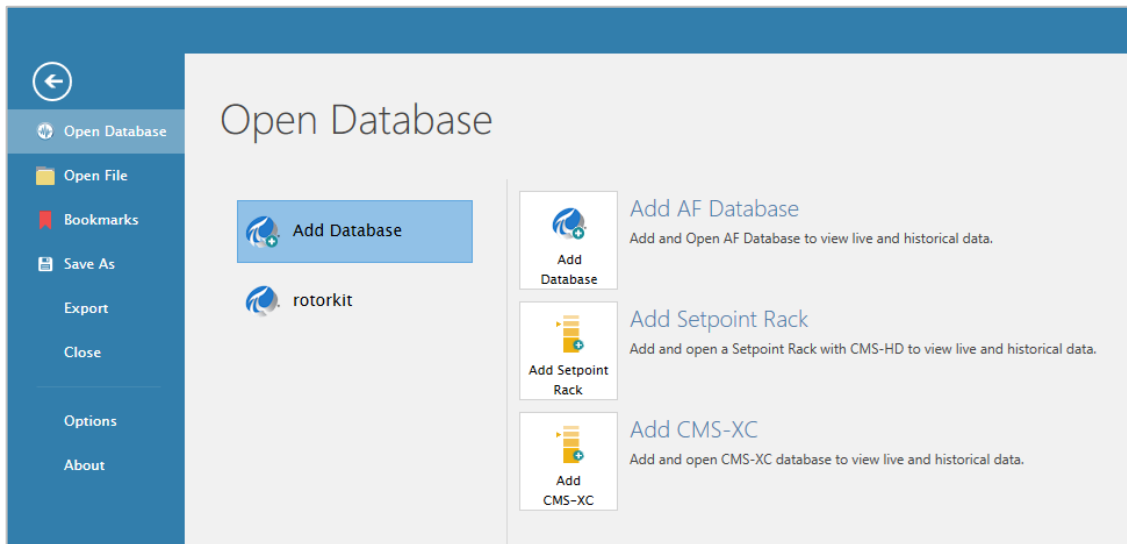 Open Database
Open File
Bookmarks
Save As
Export
Close
Options
About
Open Database
Add Database
rotorkit
Add
Database
Add AF Database
Add and Open AF Database to view live and historical data.
Add Setpoint
Rack
Add Setpoint Rack
Add and open a Setpoint Rack with CMS-HD to view live and historical data.
Add
CMS-XC
Add CMS-XC
Add and open CMS-XC database to view live and historical data.